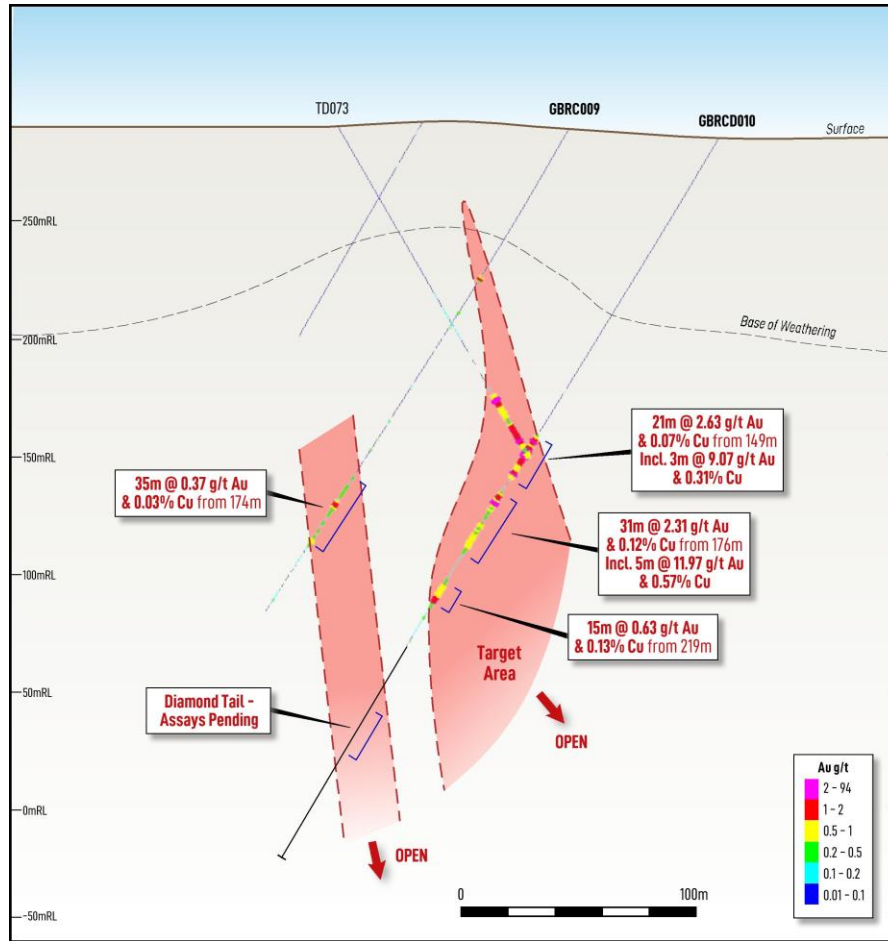 TD073
GBRC009
GBRCD010
Surface
250mRL
200mRL
Base of Weathering
150mRL
21m @ 2.63 g/t Au
& 0.07% Cu from 149m
Incl. 3m @ 9.07 g/t Au
& 0.31% Cu
35m @ 0.37 g/t Au
& 0.03% Cu from 174m
31m @ 2.31 g/t Au
& 0.12% Cu from 176m
Incl. 5m @ 11.97 g/t Au
& 0.57% Cu
100mRL
15m @ 0.63 g/t Au
& 0.13% Cu from 219m
Target
Area
50mRL
Diamond Tail -
Assays Pending
OPEN
0mRL
OPEN
-50mRL
0
100m
Au g/t
2 - 94
1 - 2
0.5 - 1
0.2 - 0.5
0.1 - 0.2
0.01 - 0.1